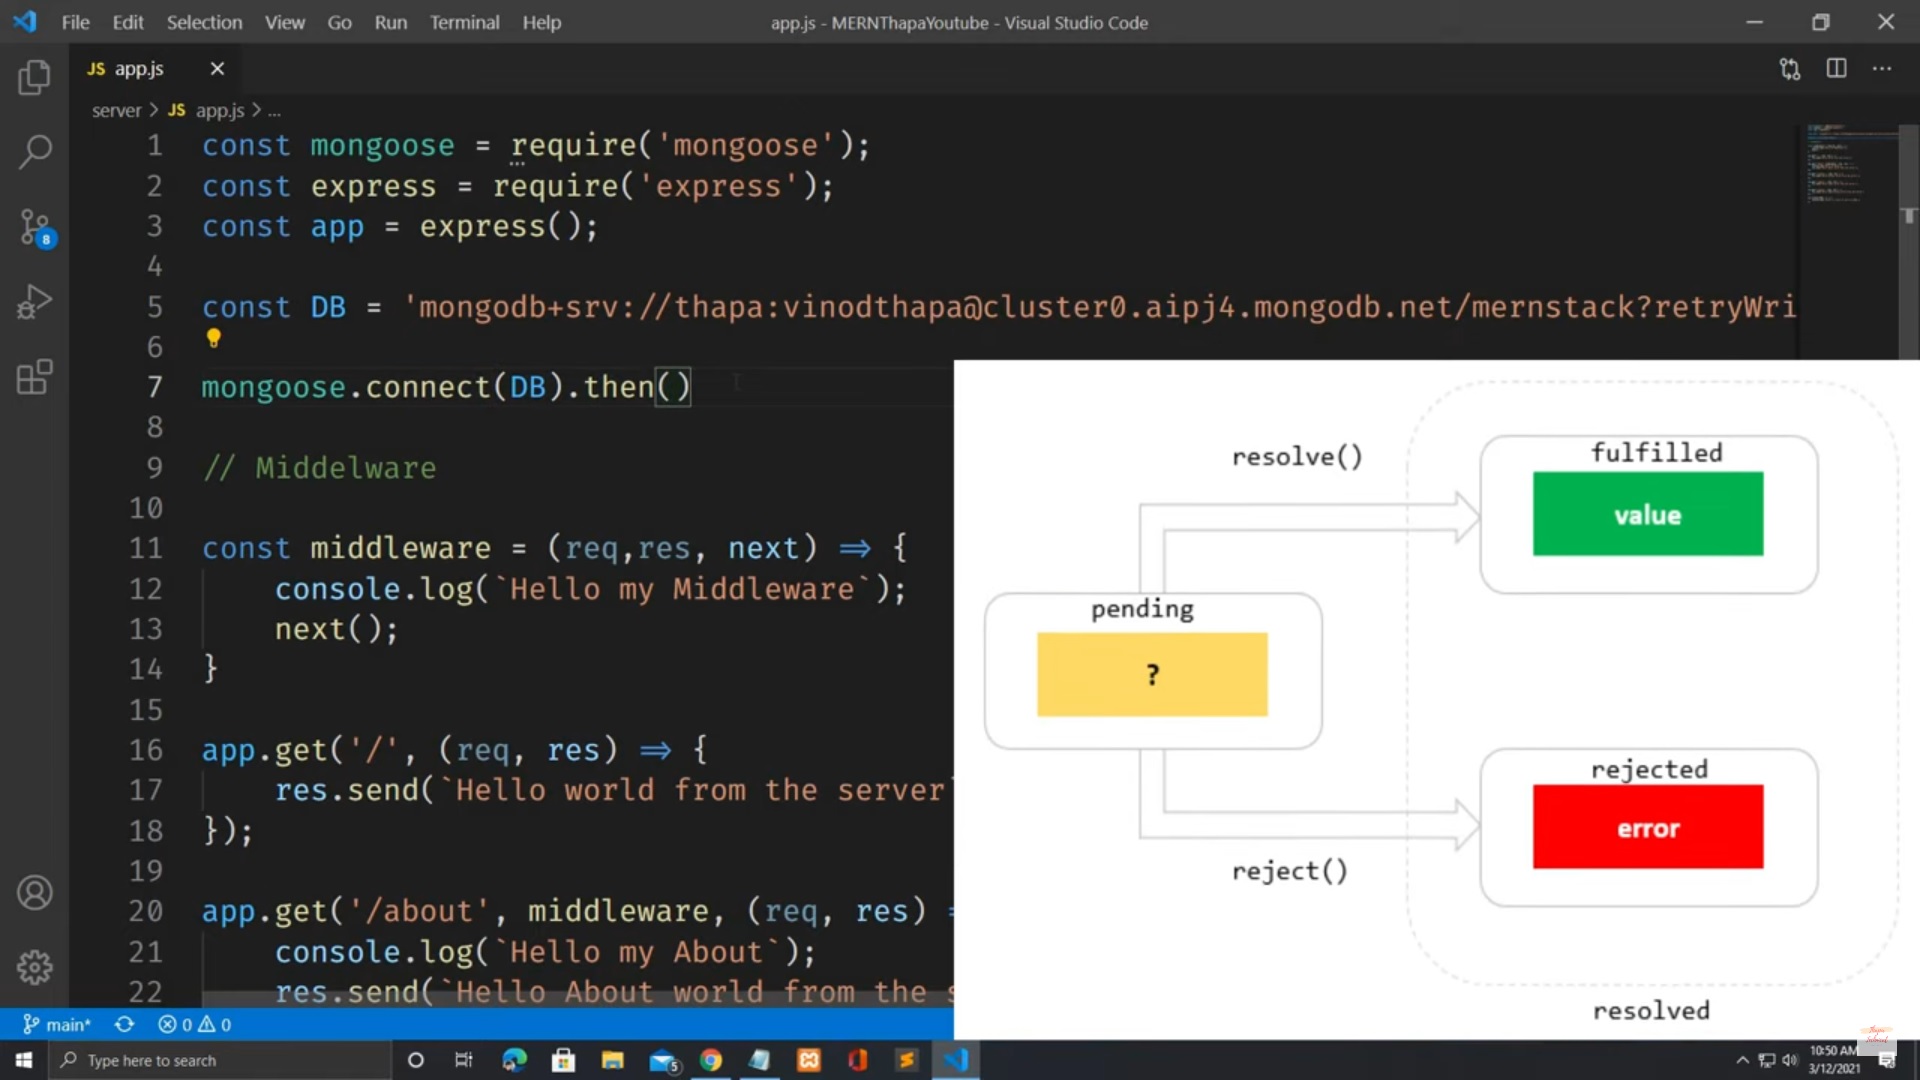 File Edit Selection View Go Run Terminal Help
app.js - MERNThapaYoutube - Visual Studio Code
JS app.js
server > JS app.js > ...
1 const mongoose = require('mongoose');
2 const express = require('express');
3 const app = express();
4
5 const DB = 'mongodb+srv://thapa:vinodthapa@cluster0.aipj4.mongodb.net/mernstack?retryWri
6
7 mongoose.connect(DB).then()
8
9 // Middelware
10
11 const middleware = (req,res, next) => {
12 console.log(`Hello my Middleware`);
13 next();
14 }
15
16 app.get('/', (req, res) => {
17 res.send(`Hello world from the server`
18 });
19
20 app.get('/about', middleware, (req, res) =
21 console.log(`Hello my About`);
22 res.send(`Hello About world from the s
8
resolve()
fulfilled
value
pending
?
rejected
error
reject()
resolved
main* 0 0
Type here to search
5
10:50 AM
3/12/2021